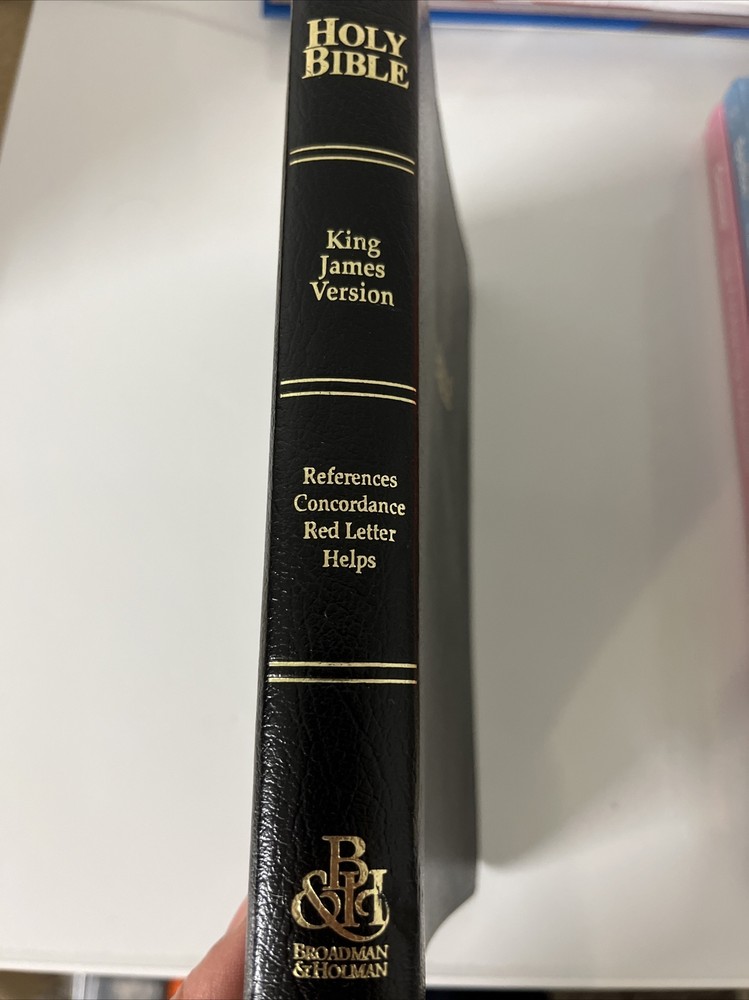 HOLY
BIBLE
King
James
Version
References
Concordance
Red Letter
Helps
B
&H
BROADMAN
& HOLMAN